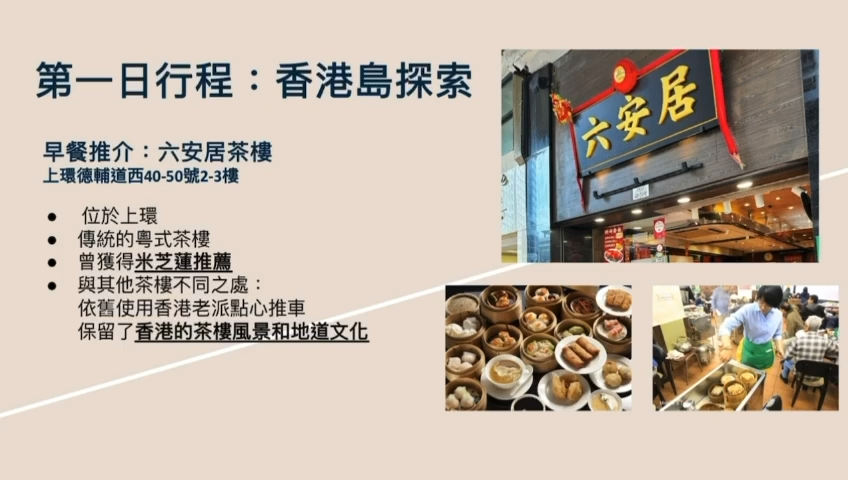 第一日行程：香港島探索
早餐推介：六安居茶樓
上環德輔道西40-50號2-3樓
位於上環
傳統的粵式茶樓
曾獲得米芝蓮推薦
與其他茶樓不同之處：
依舊使用香港老派點心推車
保留了香港的茶樓風景和地道文化
六安居